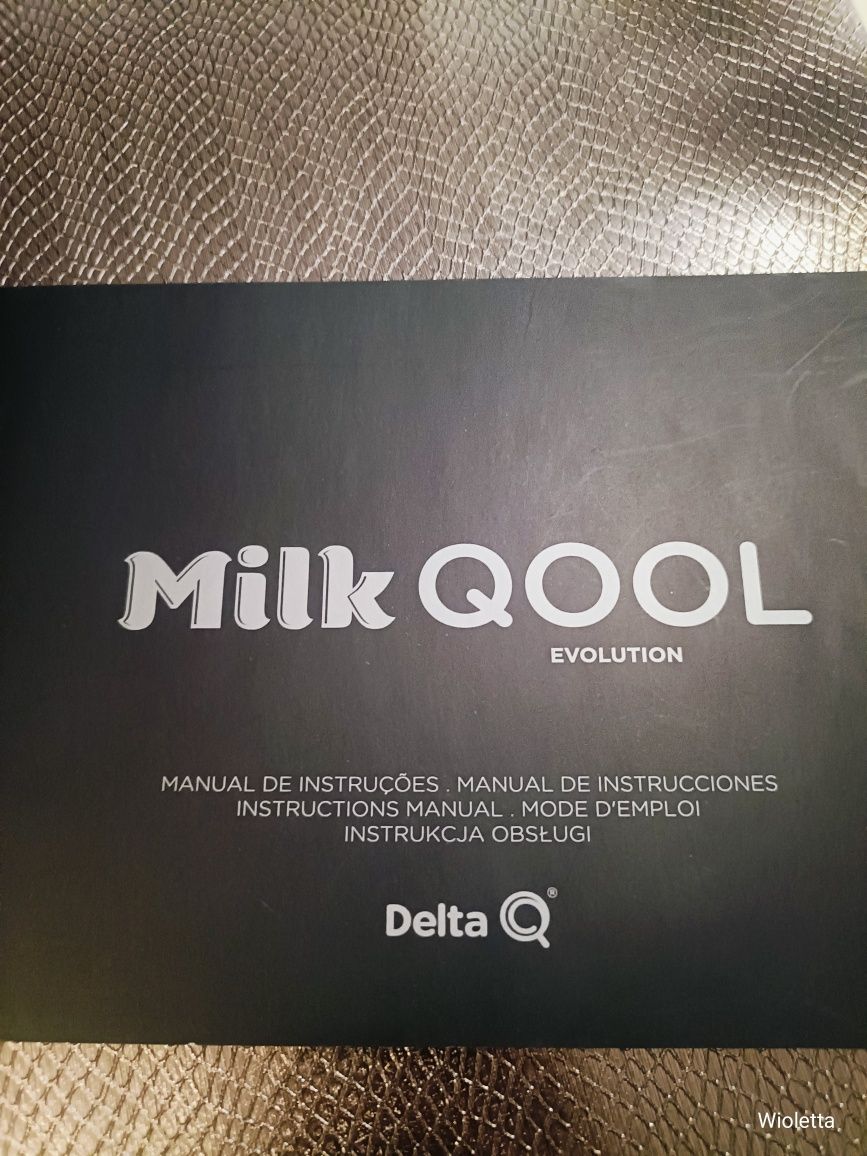 Milk QOOL
EVOLUTION
MANUAL DE INSTRUÇÕES . MANUAL DE INSTRUCCIONES
INSTRUCTIONS MANUAL . MODE D'EMPLOI
INSTRUKCJA OBSŁUGI
Delta Q®
Wioletta